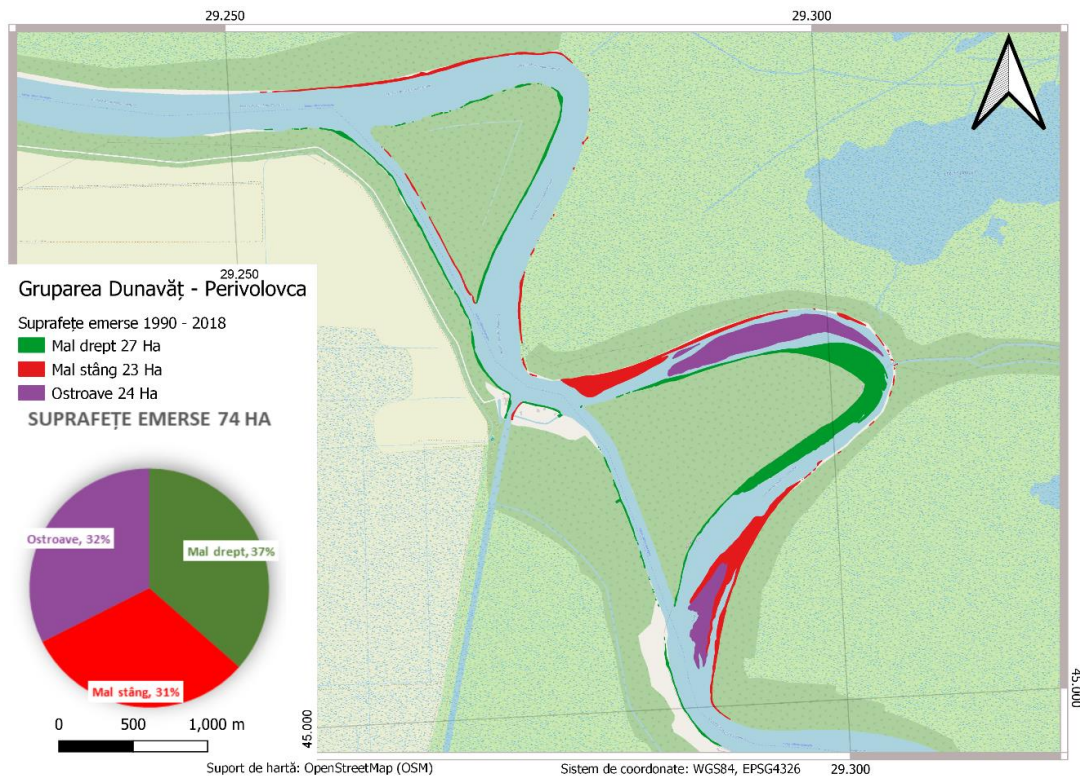 29.250
29.300
29.250
Gruparea Dunavăț - Perivolovca
Suprafețe emerse 1990 - 2018
Mal drept 27 Ha
Mal stâng 23 Ha
Ostroave 24 Ha
SUPRAFEȚE EMERSE 74 HA
Ostroave, 32%
Mal drept, 37%
Mal stâng, 31%
0 500 1,000 m
45.000
45.000
29.300
Suport de hartă: OpenStreetMap (OSM)
Sistem de coordonate: WGS84, EPSG4326